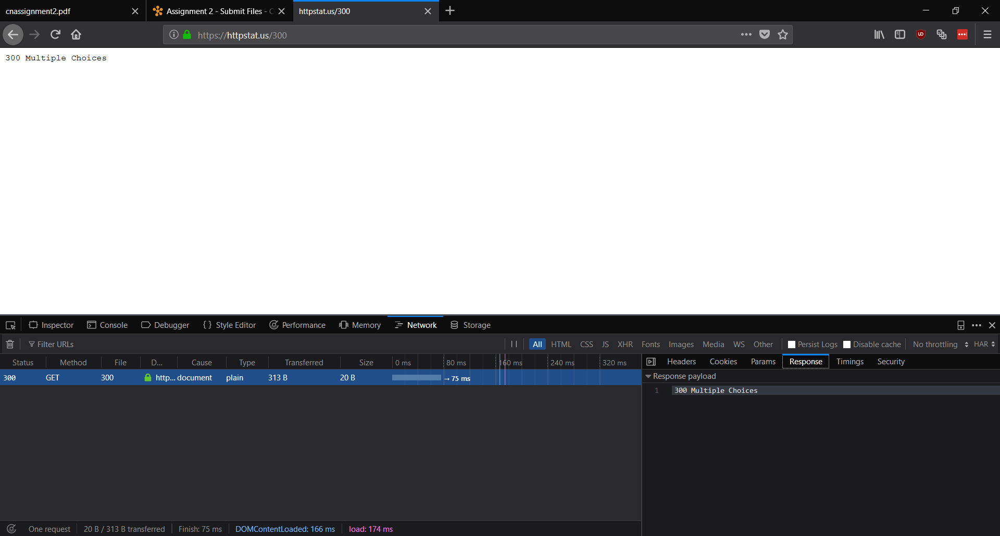 cnassignment2.pdf Assignment 2 - Submit Files - C httpstat.us/300
https://httpstat.us/300
300 Multiple Choices
Inspector Console Debugger Style Editor Performance Memory Network Storage
Filter URLs All HTML CSS JS XHR Fonts Images Media WS Other Persist Logs Disable cache No throttling HAR
Status Method File D... Cause Type Transferred Size 0 ms 80 ms 160 ms 240 ms 320 ms Headers Cookies Params Response Timings Security
300 GET 300 http... document plain 313 B 20 B → 75 ms
Response payload
1 300 Multiple Choices
One request 20 B / 313 B transferred Finish: 75 ms DOMContentLoaded: 166 ms load: 174 ms